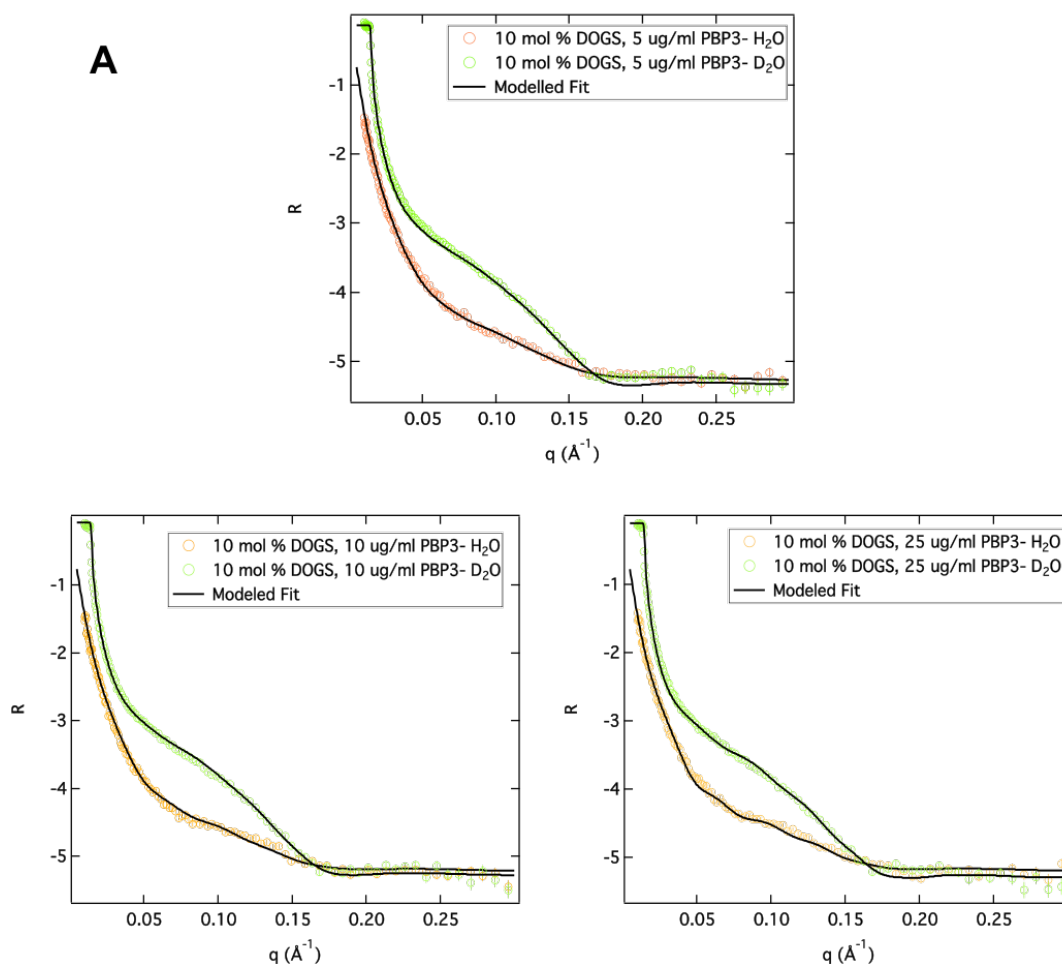 A
10 mol % DOGS, 5 ug/ml PBP3- H₂O
10 mol % DOGS, 5 ug/ml PBP3- D₂O
Modelled Fit
-1
-2
-3
-4
-5
R
0.05 0.10 0.15 0.20 0.25
q (Å⁻¹)
10 mol % DOGS, 10 ug/ml PBP3- H₂O
10 mol % DOGS, 10 ug/ml PBP3- D₂O
Modeled Fit
-1
-2
-3
-4
-5
R
0.05 0.10 0.15 0.20 0.25
q (Å⁻¹)
10 mol % DOGS, 25 ug/ml PBP3- H₂O
10 mol % DOGS, 25 ug/ml PBP3- D₂O
Modeled Fit
-1
-2
-3
-4
-5
R
0.05 0.10 0.15 0.20 0.25
q (Å⁻¹)